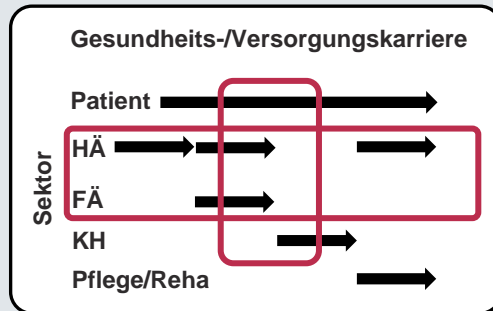 Gesundheits-/Versorgungskarriere
Patient
HÄ
FÄ
KH
Pflege/Reha
Sektor